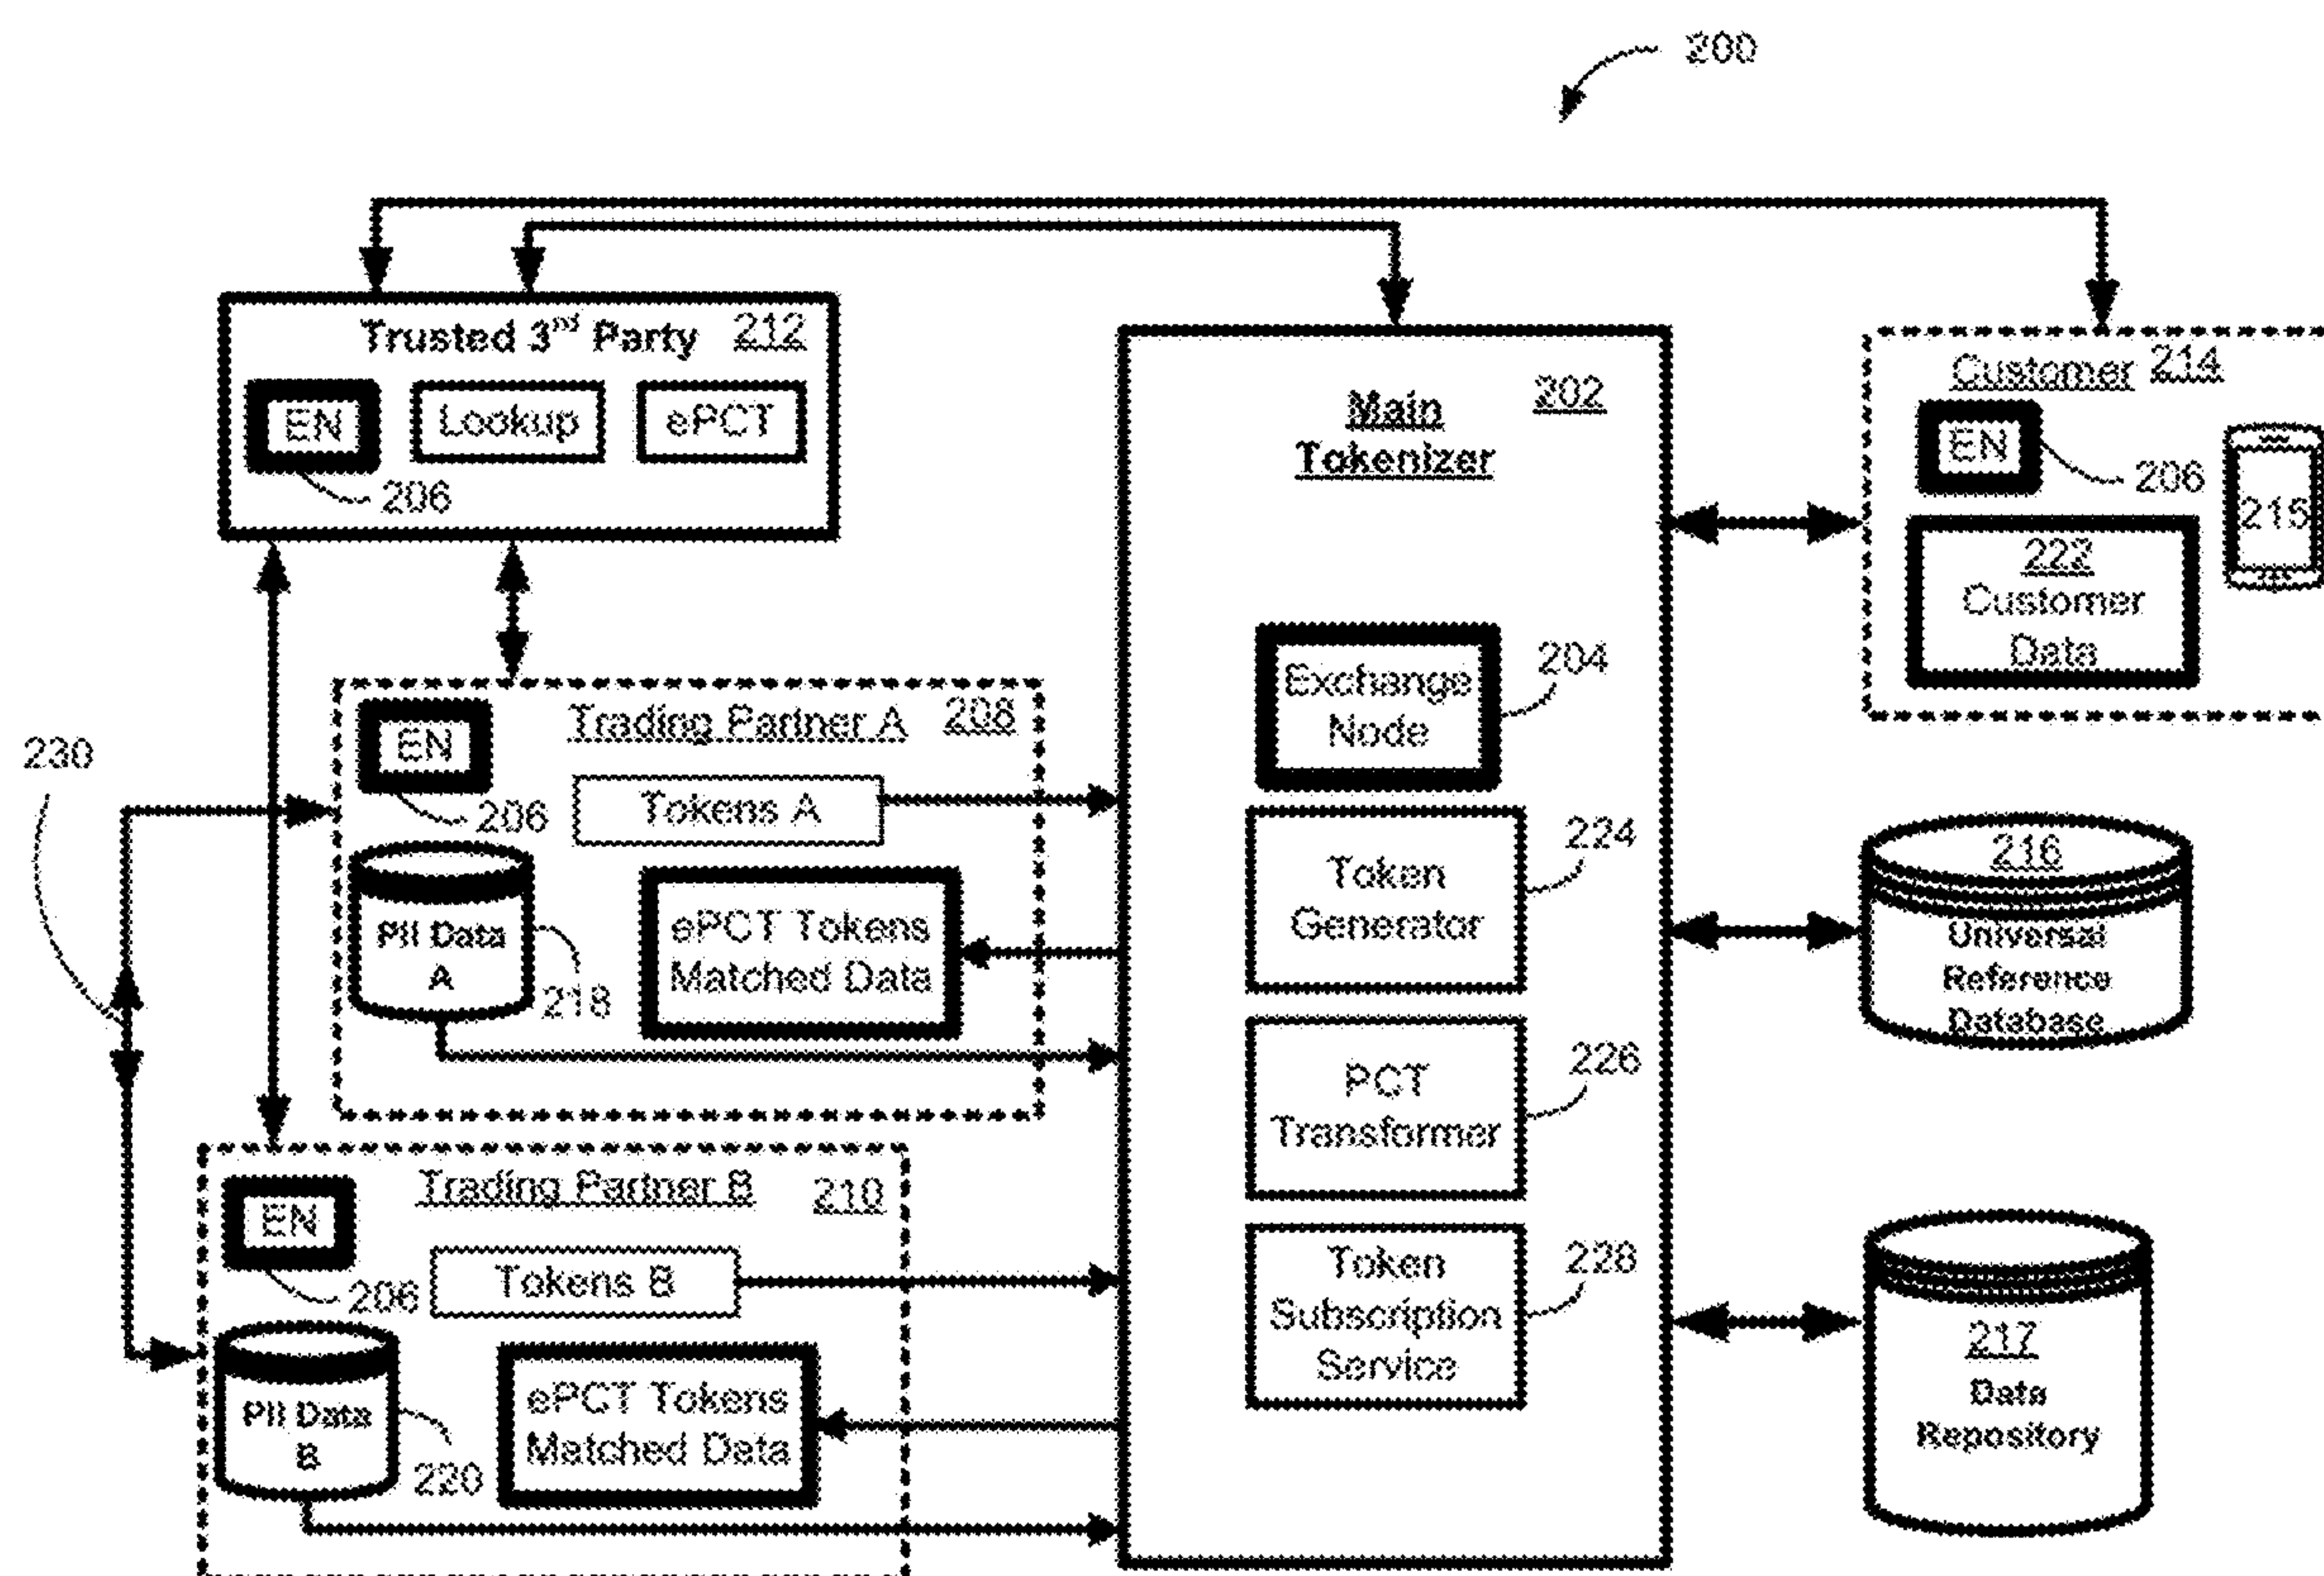 200
Trusted 3rd Party 212
EN
Lookup
ePCT
206
Main
Tokenizer
202
Customer 214
EN
206
215
222
Customer
Data
Exchange
Node
204
Trading Partner A 208
EN
206
Tokens A
230
PII Data
A
218
ePCT Tokens
Matched Data
Token
Generator
224
216
Universal
Reference
Database
PCT
Transformer
226
Trading Partner B 210
EN
206
Tokens B
Token
Subscription
Service
228
217
Data
Repository
PII Data
B
220
ePCT Tokens
Matched Data